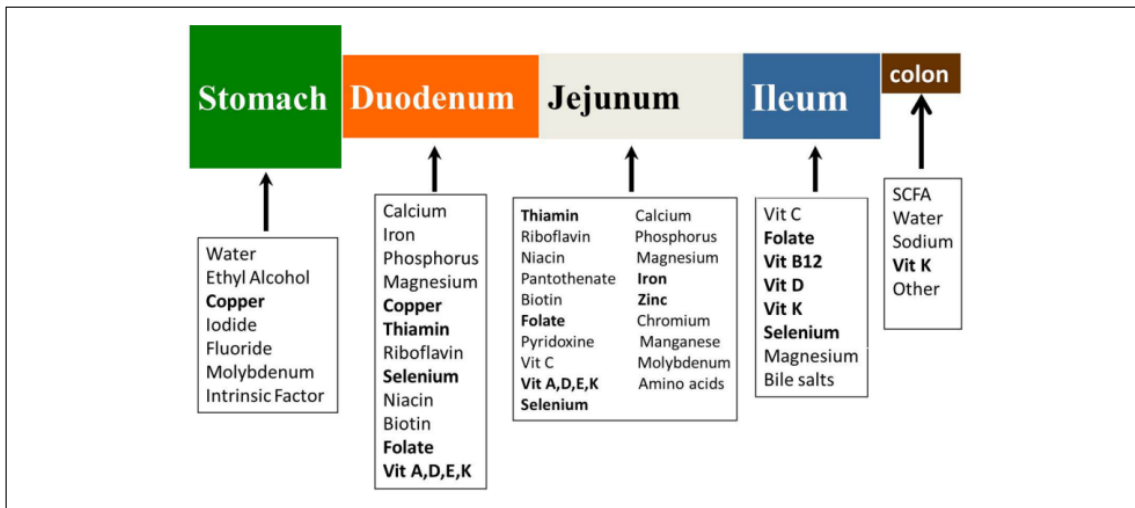 Stomach
Duodenum
Jejunum
Ileum
colon
Water
Ethyl Alcohol
Copper
Iodide
Fluoride
Molybdenum
Intrinsic Factor
Calcium
Iron
Phosphorus
Magnesium
Copper
Thiamin
Riboflavin
Selenium
Niacin
Biotin
Folate
Vit A,D,E,K
Thiamin
Riboflavin
Niacin
Pantothenate
Biotin
Folate
Pyridoxine
Vit C
Vit A,D,E,K
Selenium
Calcium
Phosphorus
Magnesium
Iron
Zinc
Chromium
Manganese
Molybdenum
Amino acids
Vit C
Folate
Vit B12
Vit D
Vit K
Selenium
Magnesium
Bile salts
SCFA
Water
Sodium
Vit K
Other